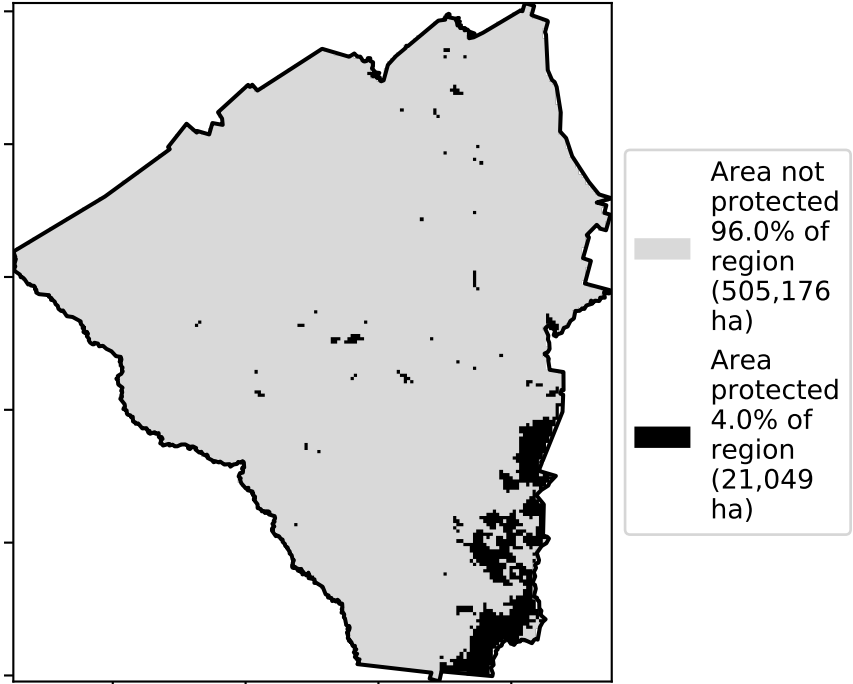 Area not
protected
96.0% of
region
(505,176
ha)
Area
protected
4.0% of
region
(21,049
ha)